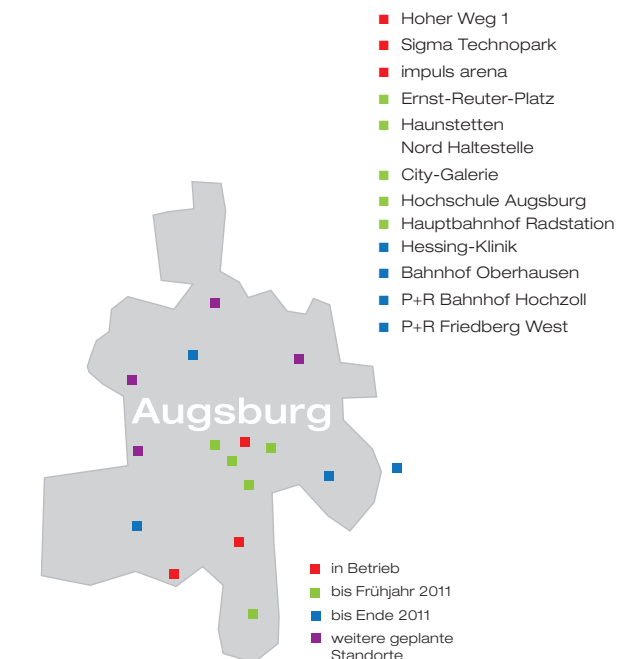 Hoher Weg 1
Sigma Technopark
impuls arena
Ernst-Reuter-Platz
Haunstetten
Nord Haltestelle
City-Galerie
Hochschule Augsburg
Hauptbahnhof Radstation
Hessing-Klinik
Bahnhof Oberhausen
P+R Bahnhof Hochzoll
P+R Friedberg West
Augsburg
in Betrieb
bis Frühjahr 2011
bis Ende 2011
weitere geplante
Standorte